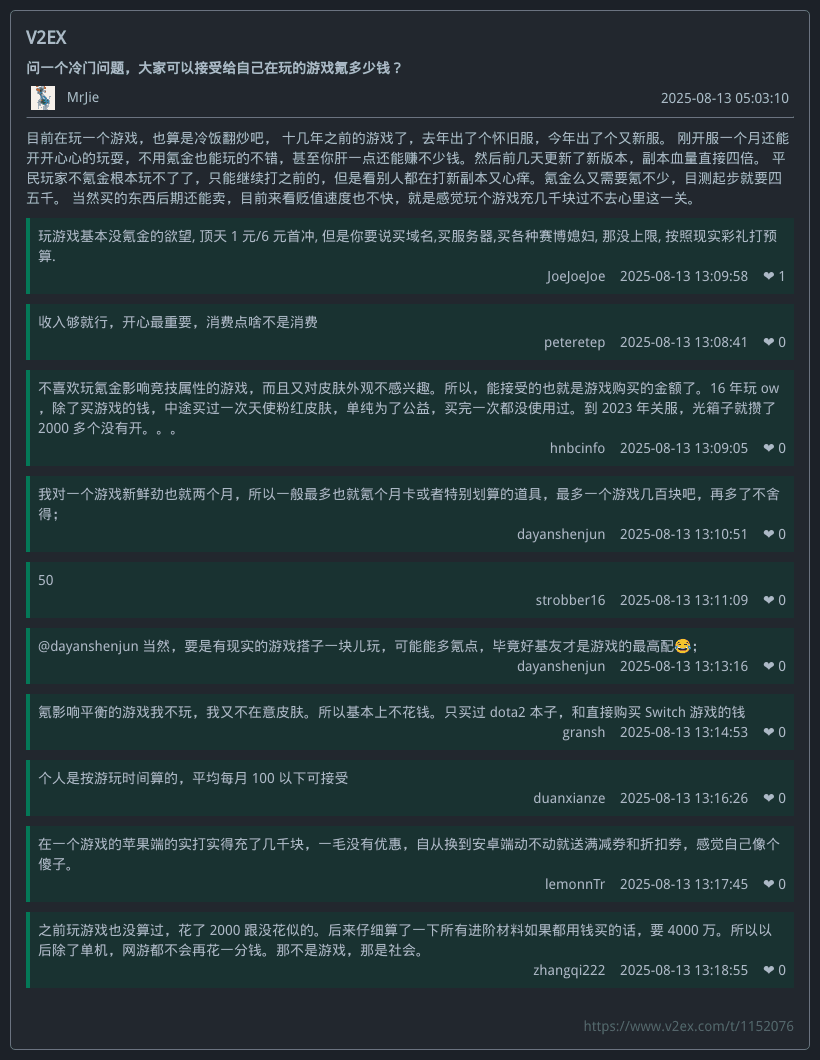 V2EX
问一个冷门问题，大家可以接受给自己在玩的游戏氪多少钱？
MrJie
2025-08-13 05:03:10
目前在玩一个游戏，也算是冷饭翻炒吧， 十几年之前的游戏了，去年出了个怀旧服，今年出了个又新服。 刚开服一个月还能
开开心心的玩耍，不用氪金也能玩的不错，甚至你肝一点还能赚不少钱。然后前几天更新了新版本，副本血量直接四倍。 平
民玩家不氪金根本玩不了了，只能继续打之前的，但是看别人都在打新副本又心痒。氪金么又需要氪不少，目测起步就要四
五千。 当然买的东西后期还能卖，目前来看贬值速度也不快，就是感觉玩个游戏充几千块过不去心里这一关。
玩游戏基本没氪金的欲望, 顶天 1 元/6 元首冲, 但是你要说买域名,买服务器,买各种赛博媳妇, 那没上限, 按照现实彩礼打预
算.
JoeJoeJoe 2025-08-13 13:09:58 ❤ 1
收入够就行，开心最重要，消费点啥不是消费
peteretep 2025-08-13 13:08:41 ❤ 0
不喜欢玩氪金影响竞技属性的游戏，而且又对皮肤外观不感兴趣。所以，能接受的也就是游戏购买的金额了。16 年玩 ow
，除了买游戏的钱，中途买过一次天使粉红皮肤，单纯为了公益，买完一次都没使用过。到 2023 年关服，光箱子就攒了
2000 多个没有开。。。
hnbcinfo 2025-08-13 13:09:05 ❤ 0
我对一个游戏新鲜劲也就两个月，所以一般最多也就氪个月卡或者特别划算的道具，最多一个游戏几百块吧，再多了不舍
得；
dayanshenjun 2025-08-13 13:10:51 ❤ 0
50
strobber16 2025-08-13 13:11:09 ❤ 0
@dayanshenjun 当然，要是有现实的游戏搭子一块儿玩，可能能多氪点，毕竟好基友才是游戏的最高配😂；
dayanshenjun 2025-08-13 13:13:16 ❤ 0
氪影响平衡的游戏我不玩，我又不在意皮肤。所以基本上不花钱。只买过 dota2 本子，和直接购买 Switch 游戏的钱
gransh 2025-08-13 13:14:53 ❤ 0
个人是按游玩时间算的，平均每月 100 以下可接受
duanxianze 2025-08-13 13:16:26 ❤ 0
在一个游戏的苹果端的实打实得充了几千块，一毛没有优惠，自从换到安卓端动不动就送满减券和折扣券，感觉自己像个
傻子。
lemonnTr 2025-08-13 13:17:45 ❤ 0
之前玩游戏也没算过，花了 2000 跟没花似的。后来仔细算了一下所有进阶材料如果都用钱买的话，要 4000 万。所以以
后除了单机，网游都不会再花一分钱。那不是游戏，那是社会。
zhangqi222 2025-08-13 13:18:55 ❤ 0
https://www.v2ex.com/t/1152076